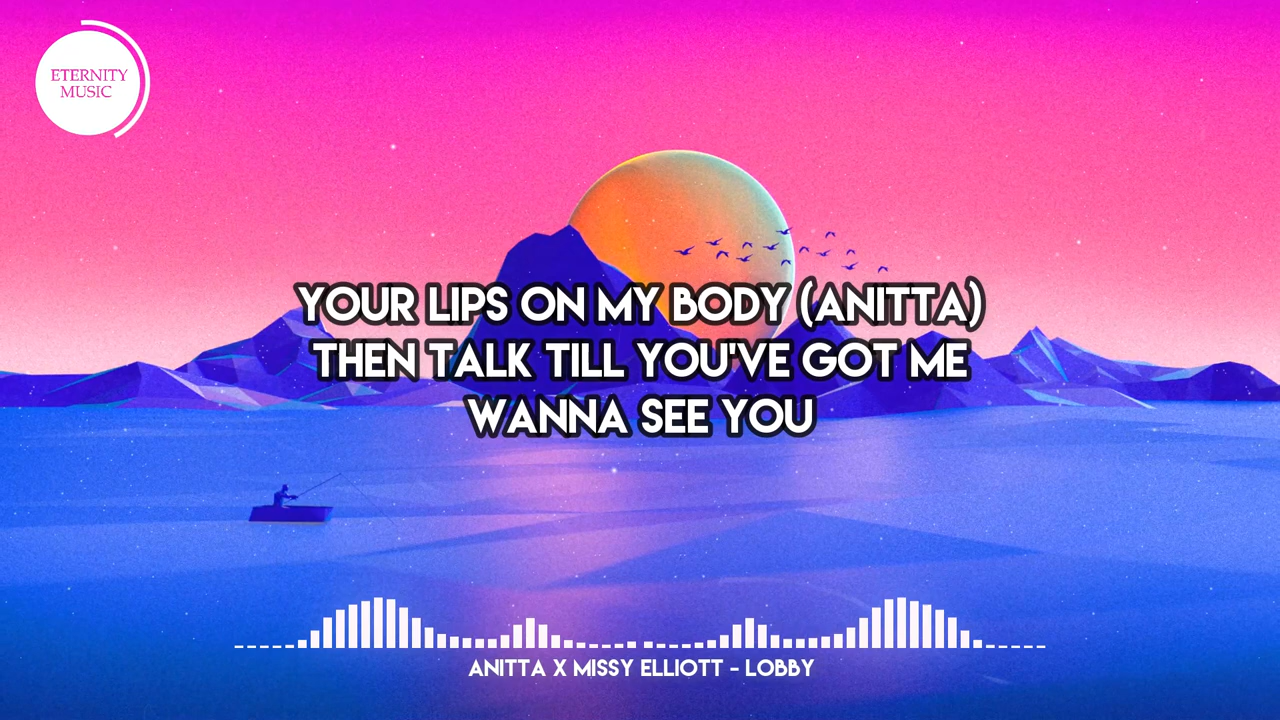 ETERNITY
MUSIC
YOUR LIPS ON MY BODY (ANITTA)
THEN TALK TILL YOU'VE GOT ME
WANNA SEE YOU
ANITTA X MISSY ELLIOTT - LOBBY